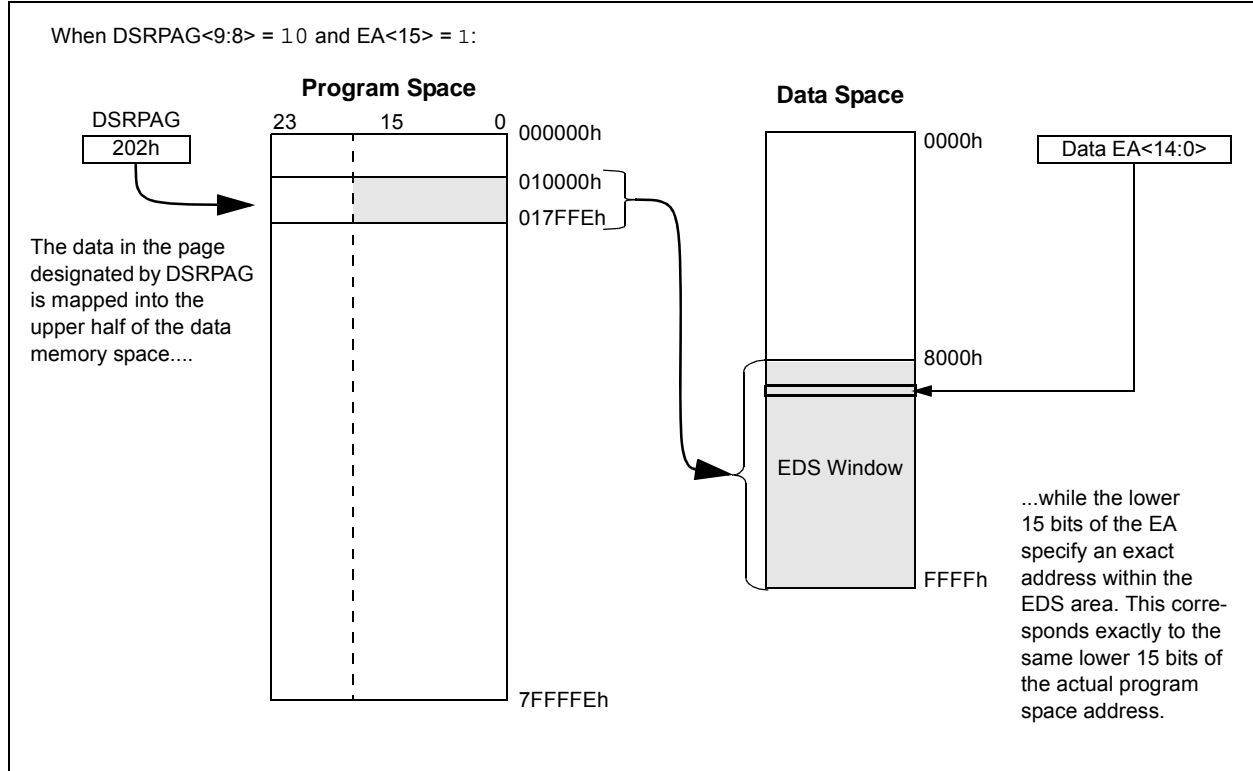 When DSRPAG<9:8> = 10 and EA<15> = 1:
Program Space
Data Space
DSRPAG
202h
23 15 0
000000h
010000h
017FFEh
7FFFFEh
The data in the page
designated by DSRPAG
is mapped into the
upper half of the data
memory space....
0000h
8000h
EDS Window
FFFFh
Data EA<14:0>
...while the lower
15 bits of the EA
specify an exact
address within the
EDS area. This corre-
sponds exactly to the
same lower 15 bits of
the actual program
space address.